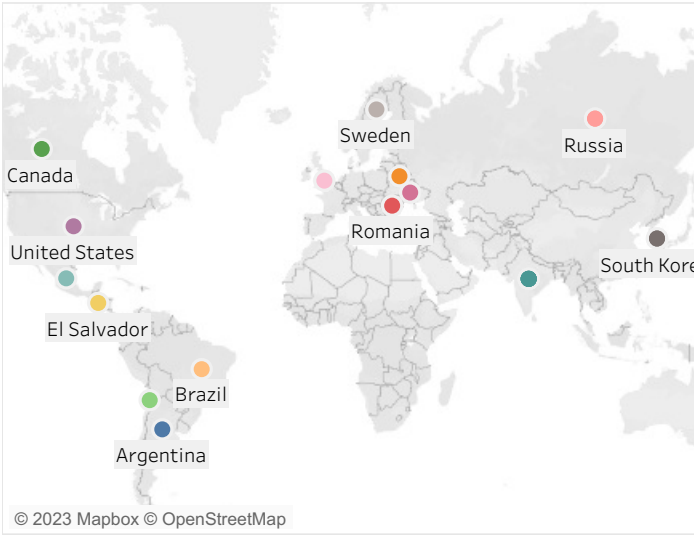 Sweden
Russia
Canada
Romania
United States
South Kore
El Salvador
Brazil
Argentina
© 2023 Mapbox © OpenStreetMap